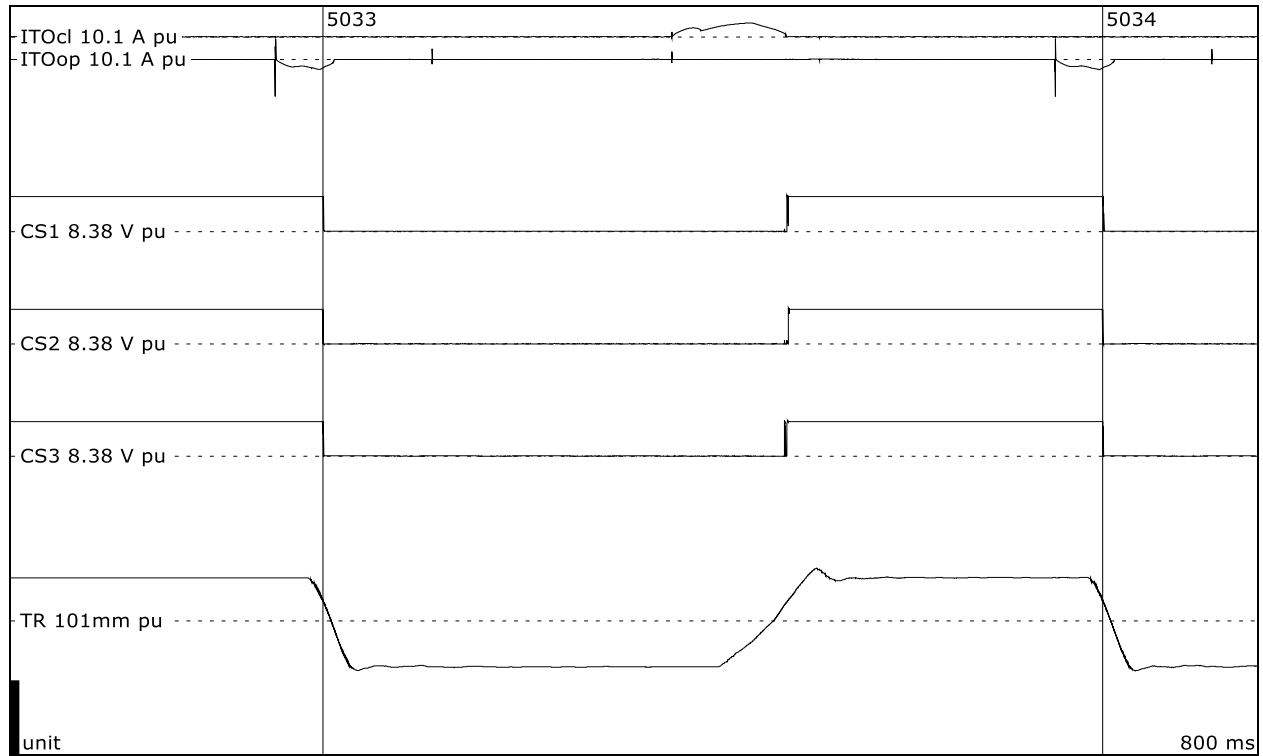 5033
5034
ITOcl 10.1 A pu
ITOop 10.1 A pu
CS1 8.38 V pu
CS2 8.38 V pu
CS3 8.38 V pu
TR 101mm pu
unit
800 ms